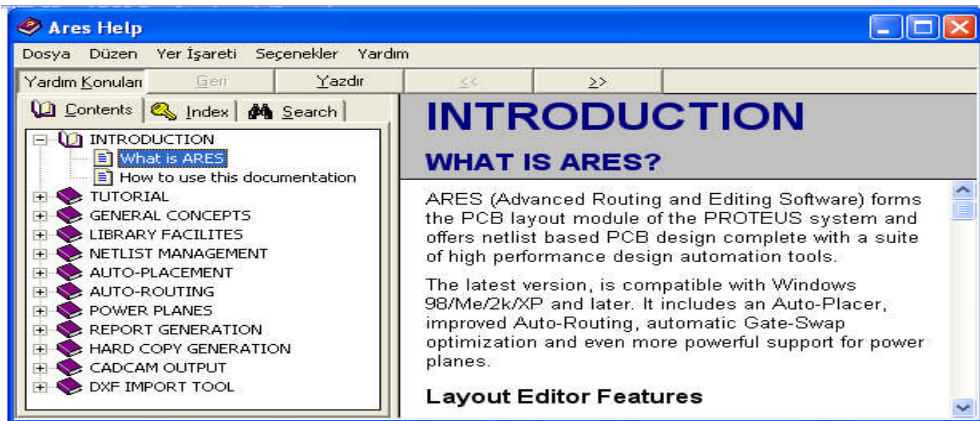 Ares Help
Dosya Düzen Yer İşareti Seçenekler Yardım
Yardım Konuları Geri Yazdır << >>
Contents Index Search
INTRODUCTION
What is ARES
How to use this documentation
TUTORIAL
GENERAL CONCEPTS
LIBRARY FACILITES
NETLIST MANAGEMENT
AUTO-PLACEMENT
AUTO-ROUTING
POWER PLANES
REPORT GENERATION
HARD COPY GENERATION
CADCAM OUTPUT
DXF IMPORT TOOL
INTRODUCTION
WHAT IS ARES?
ARES (Advanced Routing and Editing Software) forms
the PCB layout module of the PROTEUS system and
offers netlist based PCB design complete with a suite
of high performance design automation tools.
The latest version, is compatible with Windows
98/Me/2k/XP and later. It includes an Auto-Placer,
improved Auto-Routing, automatic Gate-Swap
optimization and even more powerful support for power
planes.
Layout Editor Features